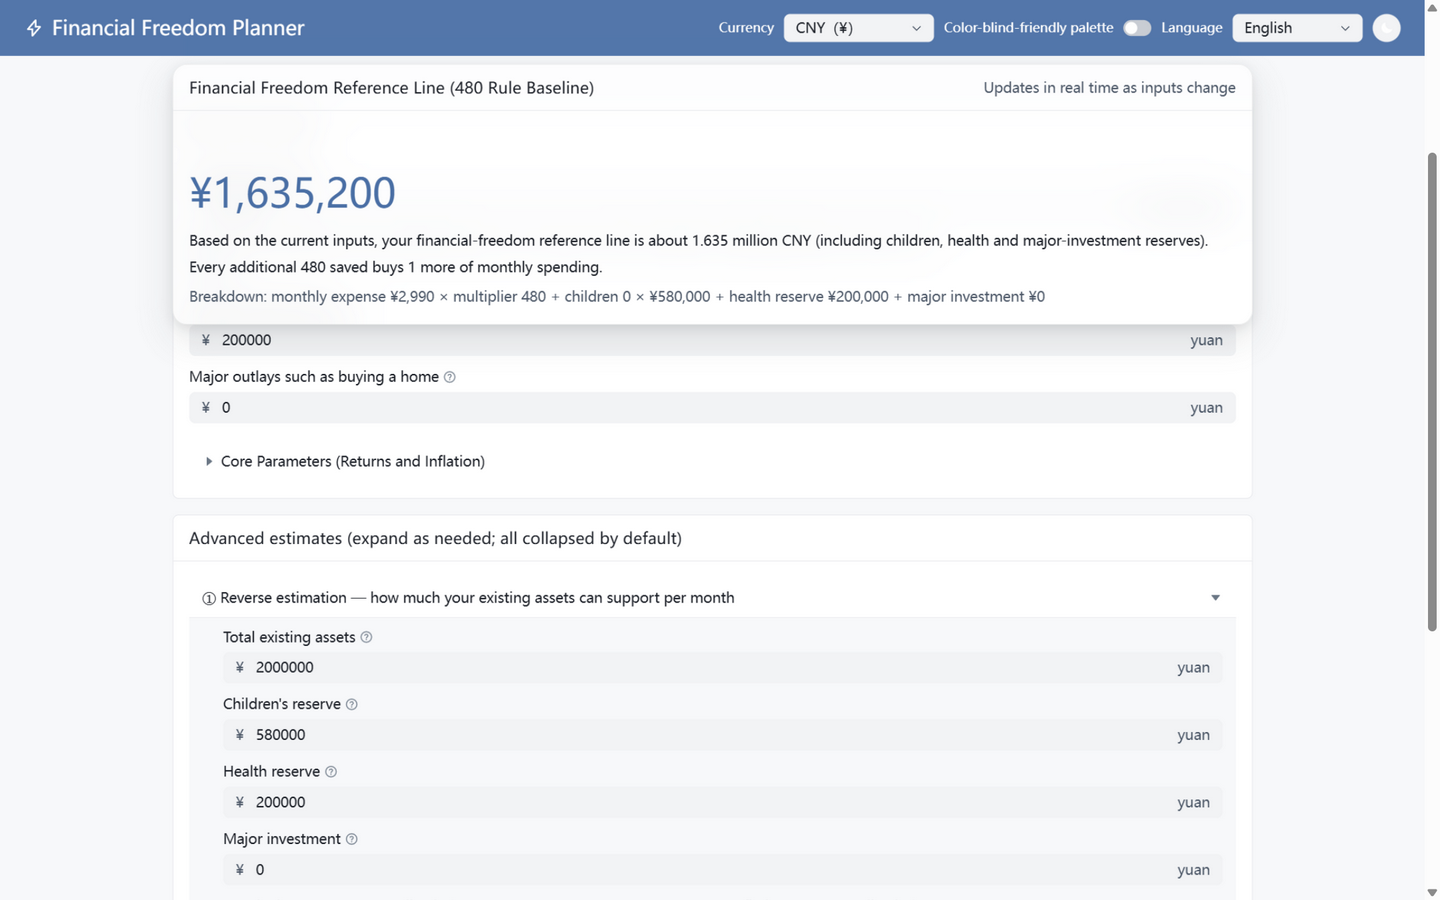 Financial Freedom Planner
Currency CNY (¥) Color-blind-friendly palette Language English
Financial Freedom Reference Line (480 Rule Baseline) Updates in real time as inputs change
¥1,635,200
Based on the current inputs, your financial-freedom reference line is about 1.635 million CNY (including children, health and major-investment reserves).
Every additional 480 saved buys 1 more of monthly spending.
Breakdown: monthly expense ¥2,990 × multiplier 480 + children 0 × ¥580,000 + health reserve ¥200,000 + major investment ¥0
¥ 200000 yuan
Major outlays such as buying a home ?
¥ 0 yuan
Core Parameters (Returns and Inflation)
Advanced estimates (expand as needed; all collapsed by default)
① Reverse estimation — how much your existing assets can support per month
Total existing assets ?
¥ 2000000 yuan
Children's reserve ?
¥ 580000 yuan
Health reserve ?
¥ 200000 yuan
Major investment ?
¥ 0 yuan